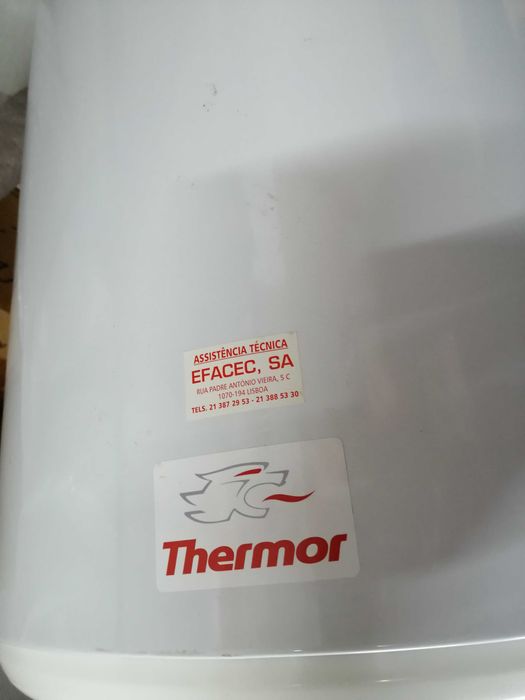 ASSISTÊNCIA TÉCNICA
EFACEC, SA
RUA PADRE ANTÓNIO VIEIRA, 5 C
1070-194 LISBOA
TELS. 21 387 29 53 - 21 388 53 30
Thermor